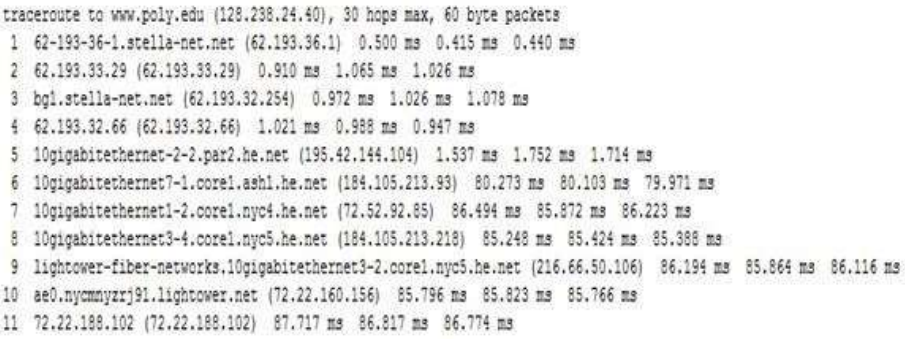 traceroute to www.poly.edu (128.238.24.40), 30 hops max, 60 byte packets
1 62-193-36-1.stella-net.net (62.193.36.1) 0.500 ms 0.415 ms 0.440 ms
2 62.193.33.29 (62.193.33.29) 0.910 ms 1.065 ms 1.026 ms
3 bg1.stella-net.net (62.193.32.254) 0.972 ms 1.026 ms 1.078 ms
4 62.193.32.66 (62.193.32.66) 1.021 ms 0.988 ms 0.947 ms
5 10gigabitethernet-2-2.par2.he.net (195.42.144.104) 1.537 ms 1.752 ms 1.714 ms
6 10gigabitethernet7-1.core1.ash1.he.net (184.105.213.93) 80.273 ms 80.103 ms 79.971 ms
7 10gigabitethernet1-2.core1.nyc4.he.net (72.52.92.85) 86.494 ms 85.872 ms 86.223 ms
8 10gigabitethernet3-4.core1.nyc5.he.net (184.105.213.218) 85.248 ms 85.424 ms 85.388 ms
9 lightower-fiber-networks.10gigabitethernet3-2.core1.nyc5.he.net (216.66.50.106) 86.194 ms 85.864 ms 86.116 ms
10 ae0.nycmnyzrj91.lightower.net (72.22.160.156) 85.796 ms 85.823 ms 85.766 ms
11 72.22.188.102 (72.22.188.102) 87.717 ms 86.817 ms 86.774 ms